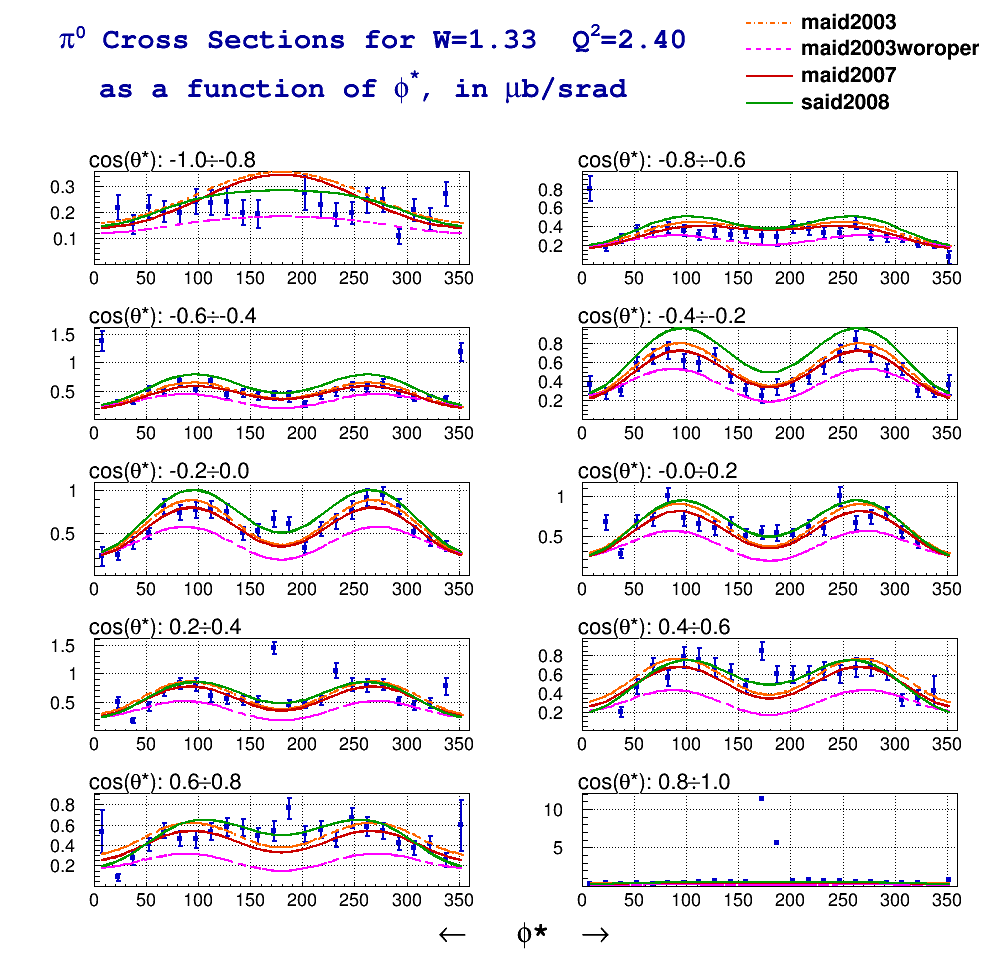 π⁰ Cross Sections for W=1.33 Q²=2.40
as a function of ϕ*, in μb/srad
maid2003
maid2003woroper
maid2007
said2008
cos(θ*): -1.0÷-0.8
0.3
0.2
0.1
0 50 100 150 200 250 300 350
cos(θ*): -0.8÷-0.6
0.8
0.6
0.4
0.2
0 50 100 150 200 250 300 350
cos(θ*): -0.6÷-0.4
1.5
1
0.5
0 50 100 150 200 250 300 350
cos(θ*): -0.4÷-0.2
0.8
0.6
0.4
0.2
0 50 100 150 200 250 300 350
cos(θ*): -0.2÷0.0
1
0.5
0 50 100 150 200 250 300 350
cos(θ*): -0.0÷0.2
1
0.5
0 50 100 150 200 250 300 350
cos(θ*): 0.2÷0.4
1.5
1
0.5
0 50 100 150 200 250 300 350
cos(θ*): 0.4÷0.6
0.8
0.6
0.4
0.2
0 50 100 150 200 250 300 350
cos(θ*): 0.6÷0.8
0.8
0.6
0.4
0.2
0 50 100 150 200 250 300 350
cos(θ*): 0.8÷1.0
10
5
0 50 100 150 200 250 300 350
← ϕ* →